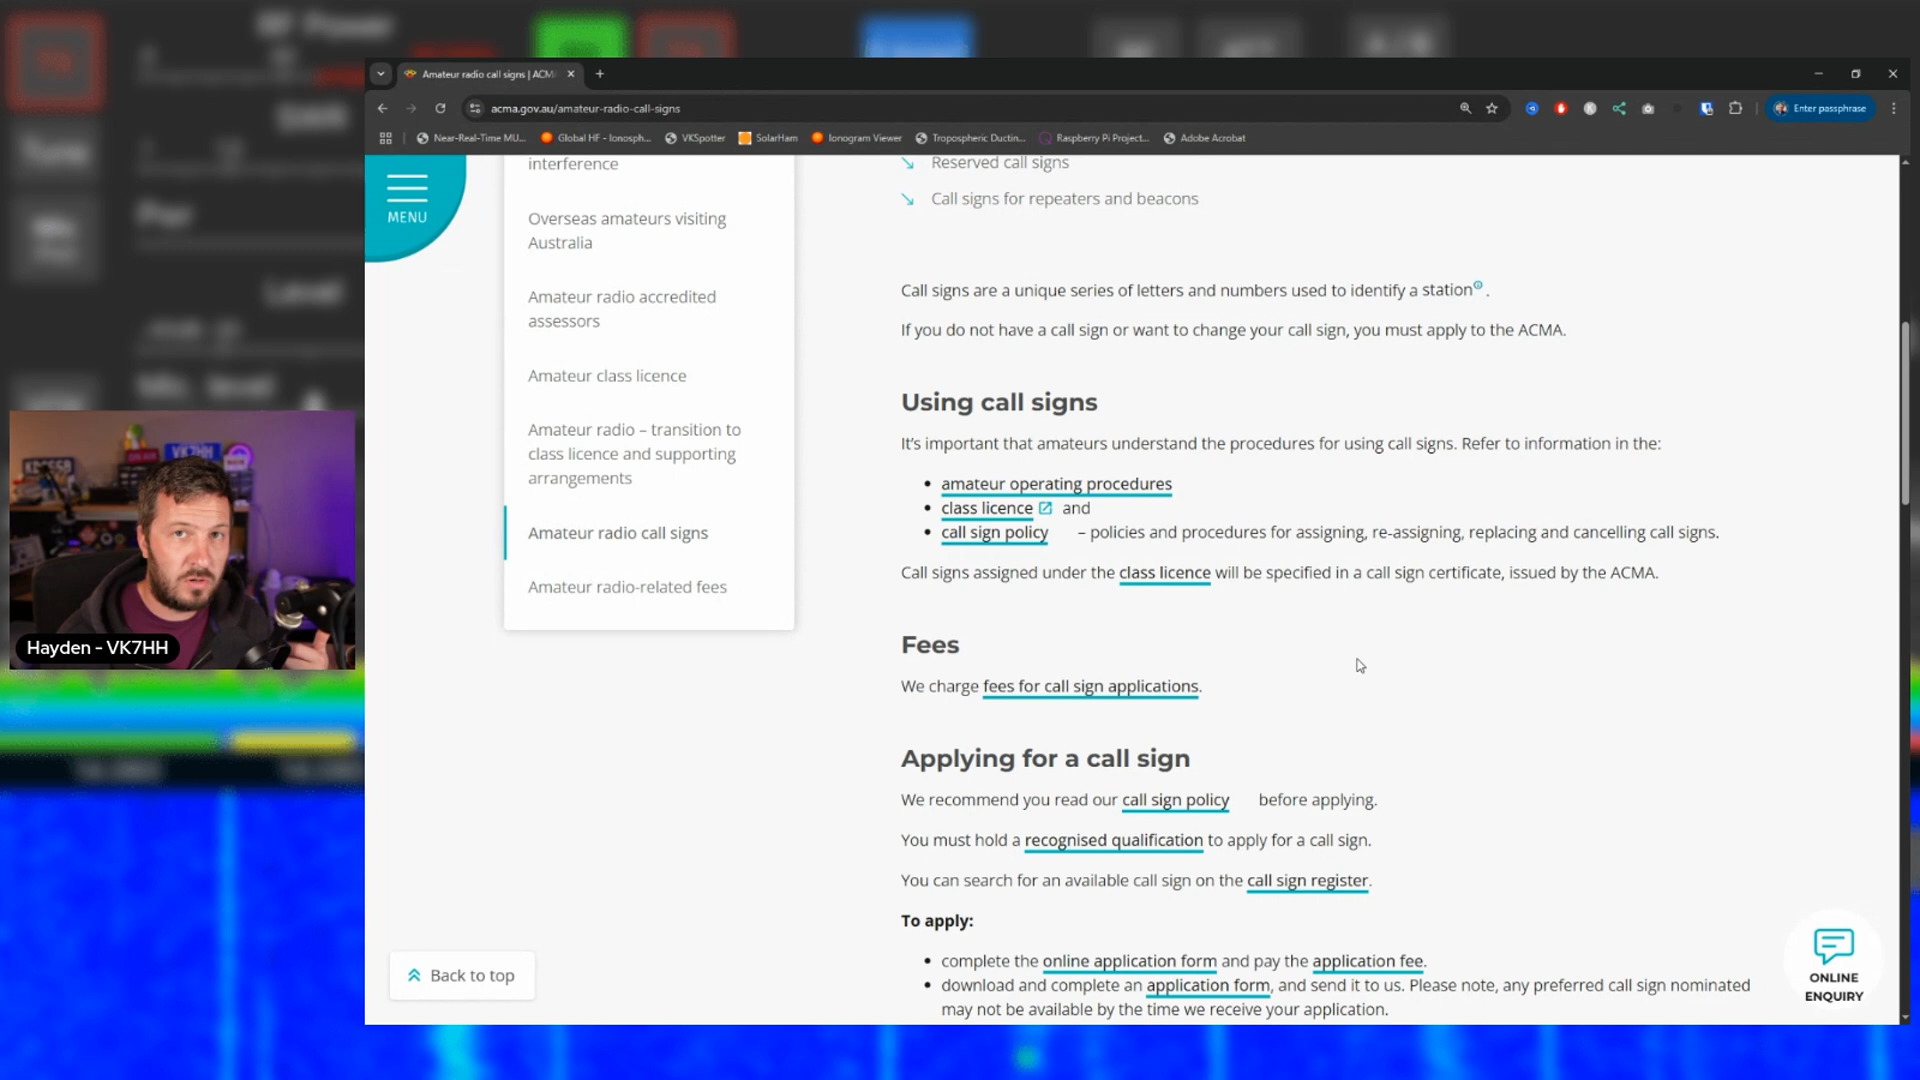 RF Power
SWR
Tune
Level
Amateur radio call signs | ACM
acma.gov.au/amateur-radio-call-signs
Enter passphrase
Near-Real-Time MU...
Global HF - Ionosph...
VKSpotter
SolarHam
Ionogram Viewer
Tropospheric Ductin...
Raspberry Pi Project...
Adobe Acrobat
MENU
interference
Overseas amateurs visiting
Australia
Amateur radio accredited
assessors
Amateur class licence
Amateur radio – transition to
class licence and supporting
arrangements
Amateur radio call signs
Amateur radio-related fees
Back to top
Reserved call signs
Call signs for repeaters and beacons
Call signs are a unique series of letters and numbers used to identify a station .
If you do not have a call sign or want to change your call sign, you must apply to the ACMA.
Using call signs
It's important that amateurs understand the procedures for using call signs. Refer to information in the:
• amateur operating procedures
• class licence and
• call sign policy – policies and procedures for assigning, re-assigning, replacing and cancelling call signs.
Call signs assigned under the class licence will be specified in a call sign certificate, issued by the ACMA.
Fees
We charge fees for call sign applications.
Applying for a call sign
We recommend you read our call sign policy before applying.
You must hold a recognised qualification to apply for a call sign.
You can search for an available call sign on the call sign register.
To apply:
• complete the online application form and pay the application fee.
• download and complete an application form, and send it to us. Please note, any preferred call sign nominated
may not be available by the time we receive your application.
ONLINE
ENQUIRY
VK7HH
Hayden - VK7HH